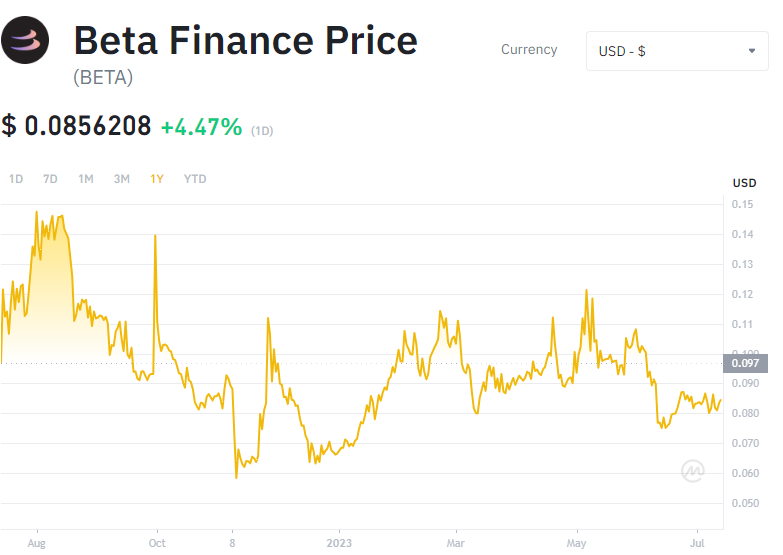 Beta Finance Price
(BETA)
Currency
USD - $
$ 0.0856208 +4.47% (1D)
1D 7D 1M 3M 1Y YTD
USD
0.15
0.14
0.13
0.12
0.11
0.100
0.097
0.090
0.080
0.070
0.060
0.050
Aug Oct 8 2023 Mar May Jul